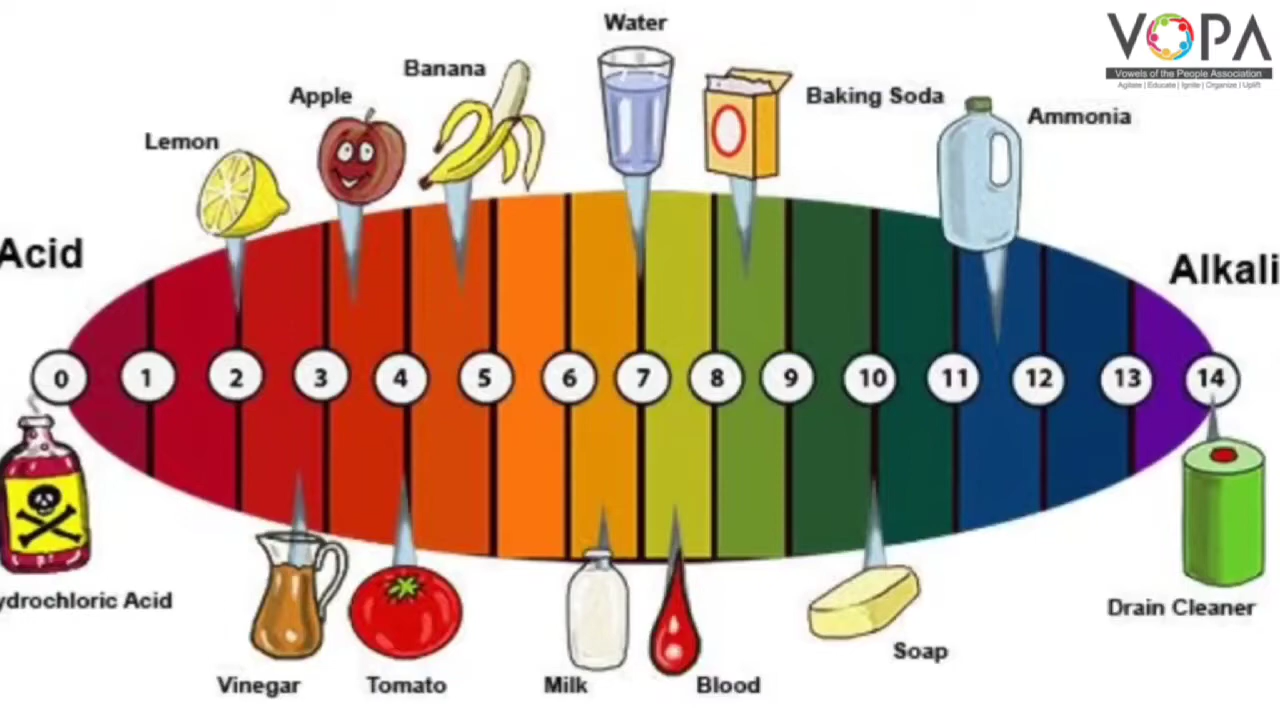 VOPA
Vowels of the People Association
Agitate | Educate | Ignite | Organize | Uplift
Water
Banana
Apple
Baking Soda
Ammonia
Lemon
Acid
Alkali
0 1 2 3 4 5 6 7 8 9 10 11 12 13 14
ydrochloric Acid
Drain Cleaner
Soap
Vinegar
Tomato
Milk
Blood